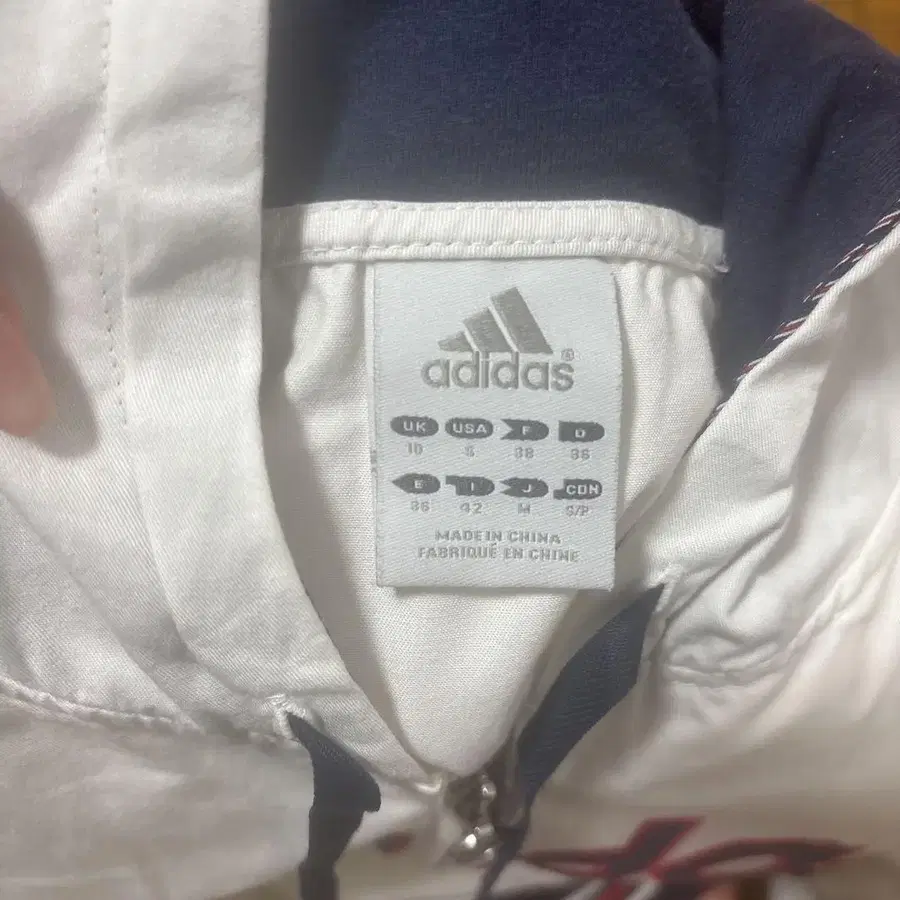 adidas®
UK USA F D
10 S 38 36
E I J CDN
36 42 M S/P
MADE IN CHINA
FABRIQUÉ EN CHINE